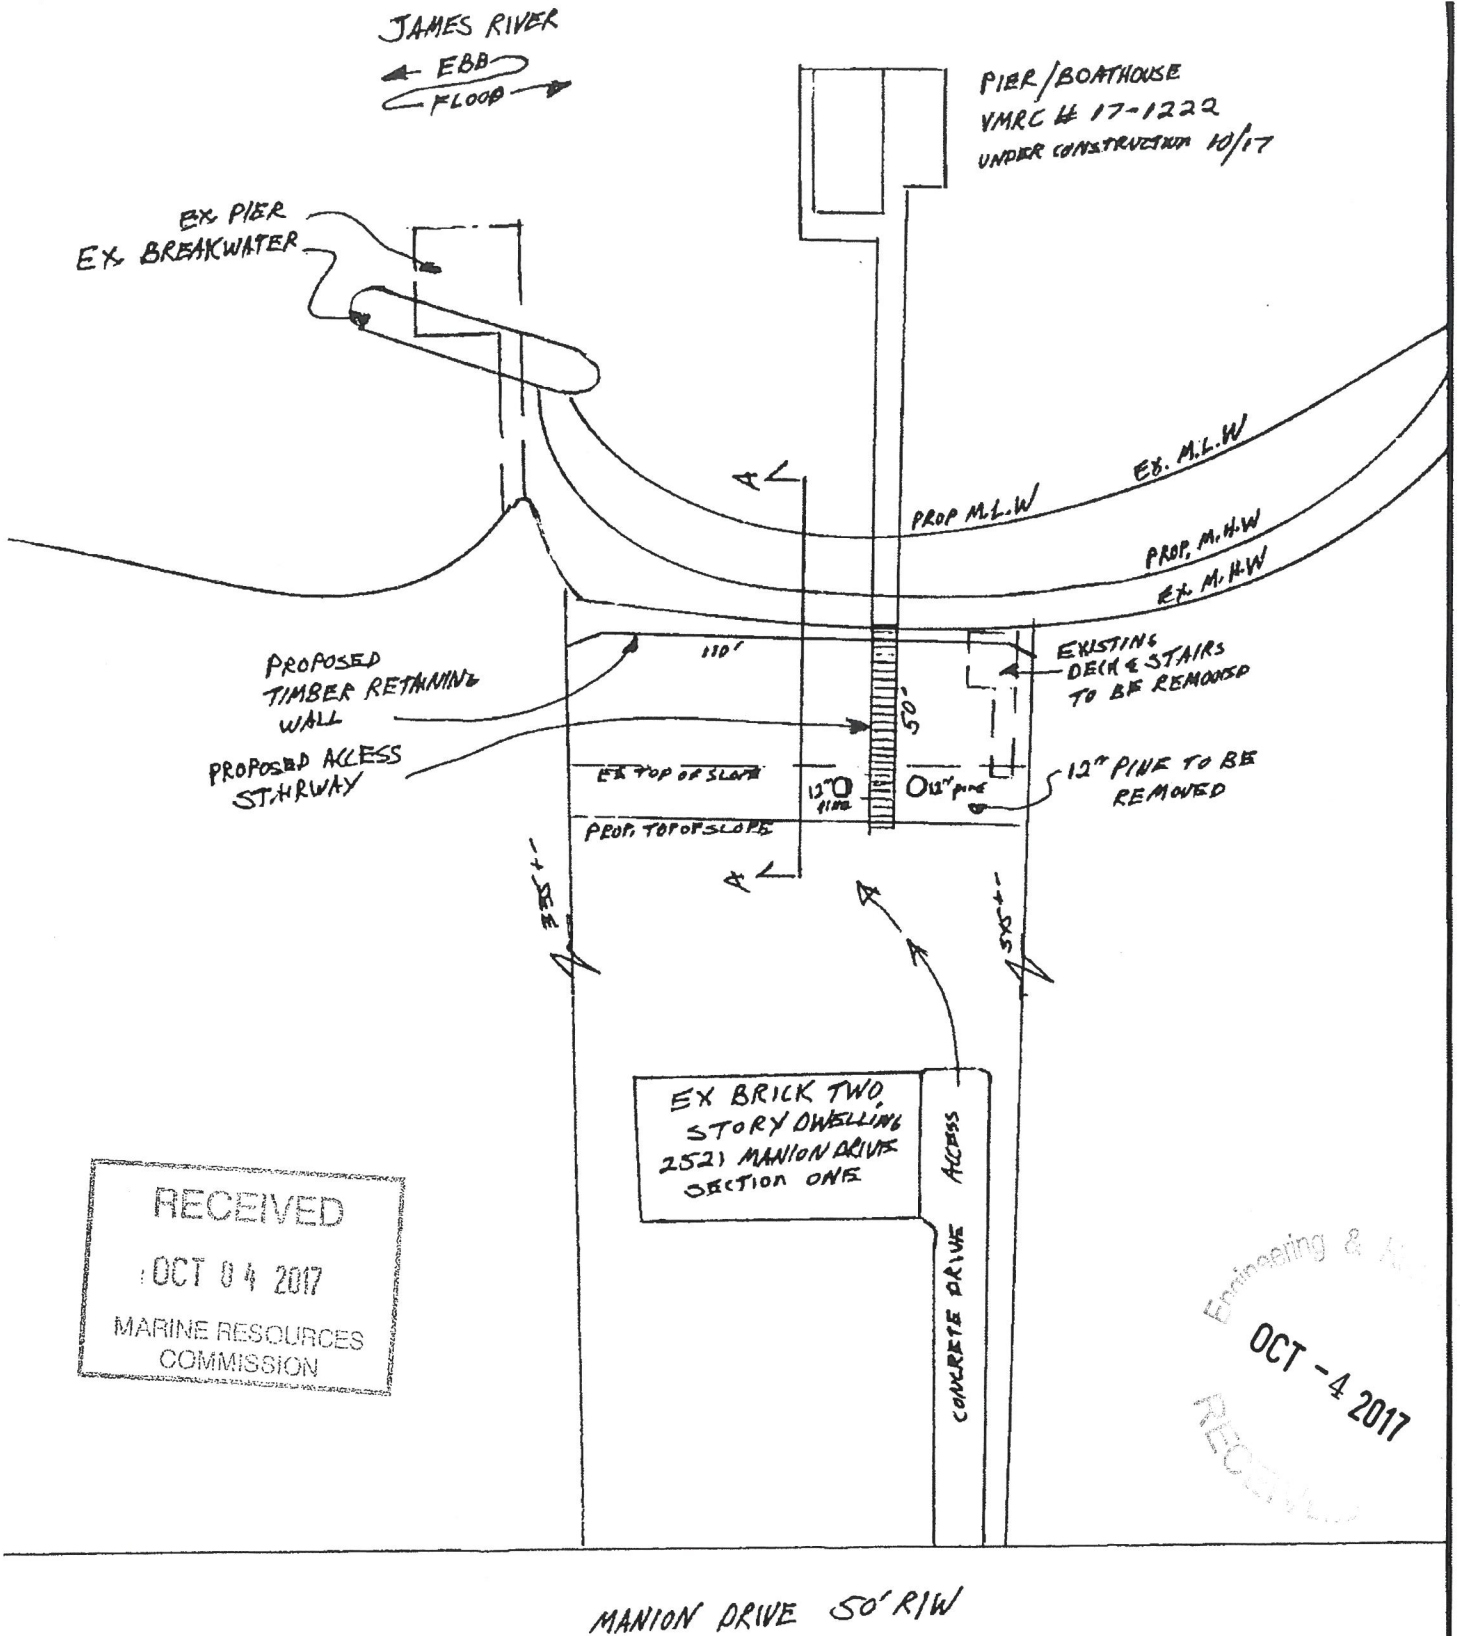 JAMES RIVER
EBB
FLOOD
PIER/BOATHOUSE
VMRC # 17-1222
UNDER CONSTRUCTION 10/17
EX PIER
EX BREAKWATER
A
EX. M.L.W
PROP M.L.W
PROP. M.H.W
EX. M.H.W
110'
PROPOSED
TIMBER RETAINING
WALL
EXISTING
DECK & STAIRS
TO BE REMOVED
50'
PROPOSED ACCESS
STAIRWAY
EX TOP OF SLOPE
12"
PINE
12" PINE
12" PINE TO BE
REMOVED
PROP. TOP OF SLOPE
A
+-
+-
EX BRICK TWO
STORY DWELLING
2521 MANION DRIVE
SECTION ONE
CONCRETE DRIVE ACCESS
RECEIVED
OCT 04 2017
MARINE RESOURCES
COMMISSION
Engineering &
OCT -4 2017
RECEIVED
MANION DRIVE 50' R/W